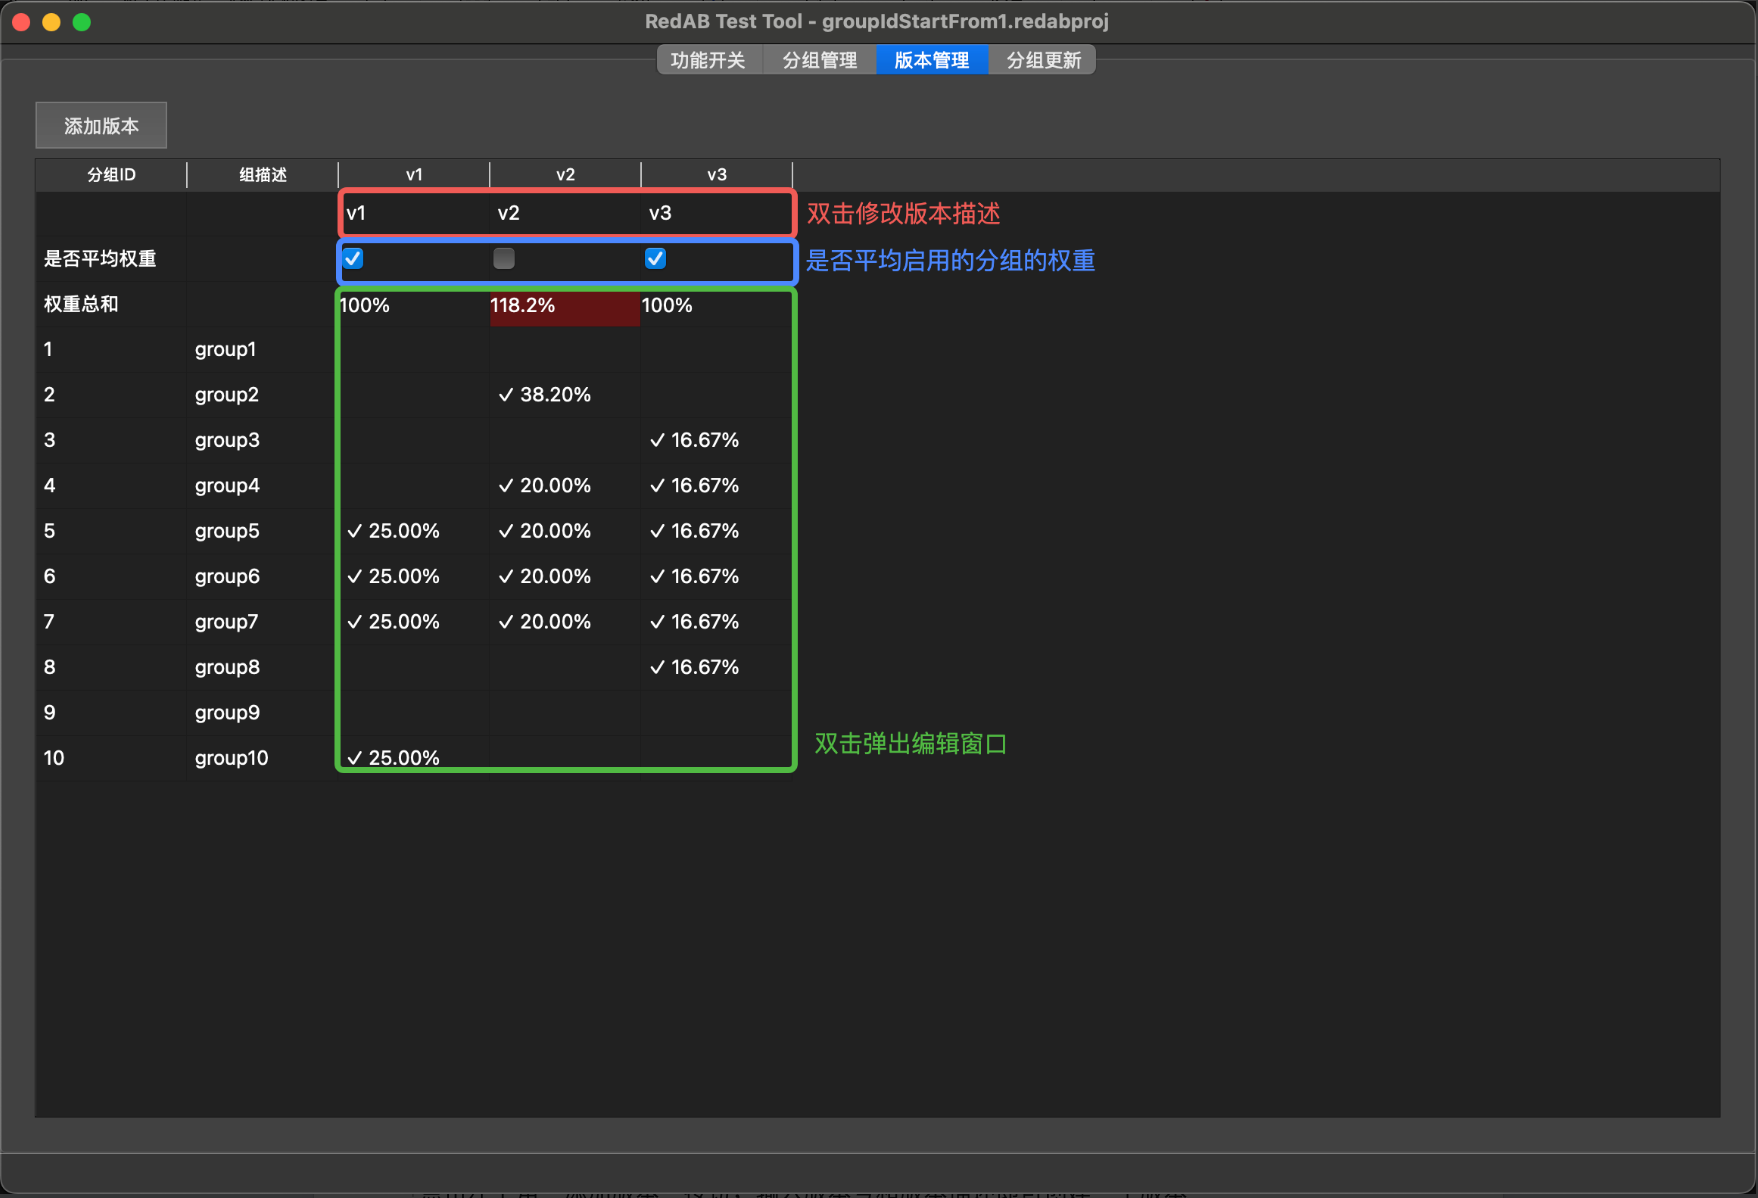 RedAB Test Tool - groupIdStartFrom1.redabproj
功能开关 分组管理 版本管理 分组更新
添加版本
分组ID 组描述 v1 v2 v3
v1 v2 v3 双击修改版本描述
是否平均权重 是否平均启用的分组的权重
权重总和 100% 118.2% 100%
1 group1
2 group2 ✓ 38.20%
3 group3 ✓ 16.67%
4 group4 ✓ 20.00% ✓ 16.67%
5 group5 ✓ 25.00% ✓ 20.00% ✓ 16.67%
6 group6 ✓ 25.00% ✓ 20.00% ✓ 16.67%
7 group7 ✓ 25.00% ✓ 20.00% ✓ 16.67%
8 group8 ✓ 16.67%
9 group9
双击弹出编辑窗口
10 group10 ✓ 25.00%